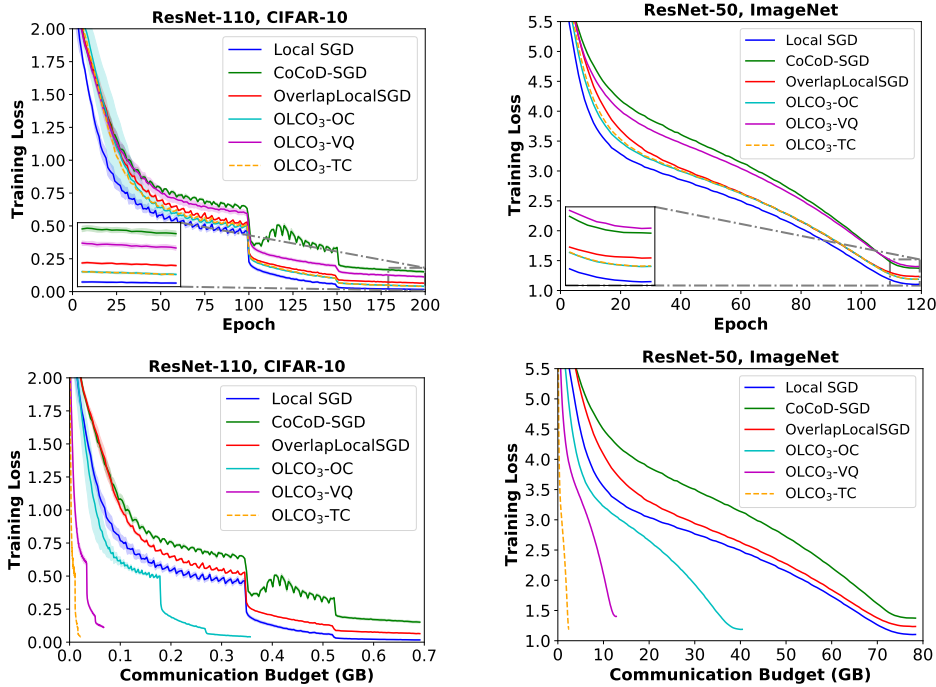 ResNet-110, CIFAR-10
Training Loss
2.00
1.75
1.50
1.25
1.00
0.75
0.50
0.25
0.00
Local SGD
CoCoD-SGD
OverlapLocalSGD
OLCO₃-OC
OLCO₃-VQ
OLCO₃-TC
0 25 50 75 100 125 150 175 200
Epoch
ResNet-50, ImageNet
Training Loss
5.5
5.0
4.5
4.0
3.5
3.0
2.5
2.0
1.5
1.0
Local SGD
CoCoD-SGD
OverlapLocalSGD
OLCO₃-OC
OLCO₃-VQ
OLCO₃-TC
0 20 40 60 80 100 120
Epoch
ResNet-110, CIFAR-10
Training Loss
2.00
1.75
1.50
1.25
1.00
0.75
0.50
0.25
0.00
Local SGD
CoCoD-SGD
OverlapLocalSGD
OLCO₃-OC
OLCO₃-VQ
OLCO₃-TC
0.0 0.1 0.2 0.3 0.4 0.5 0.6 0.7
Communication Budget (GB)
ResNet-50, ImageNet
Training Loss
5.5
5.0
4.5
4.0
3.5
3.0
2.5
2.0
1.5
1.0
Local SGD
CoCoD-SGD
OverlapLocalSGD
OLCO₃-OC
OLCO₃-VQ
OLCO₃-TC
0 10 20 30 40 50 60 70 80
Communication Budget (GB)